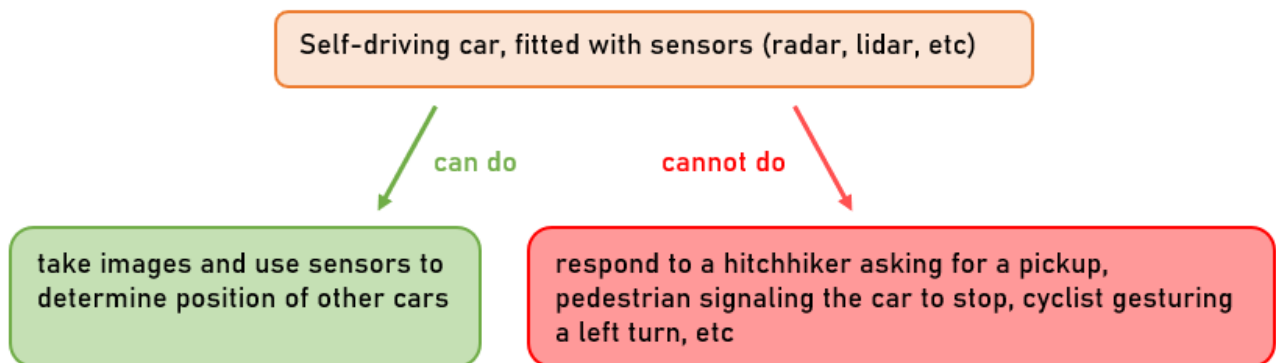 Self-driving car, fitted with sensors (radar, lidar, etc)
can do
cannot do
take images and use sensors to
determine position of other cars
respond to a hitchhiker asking for a pickup,
pedestrian signaling the car to stop, cyclist gesturing
a left turn, etc